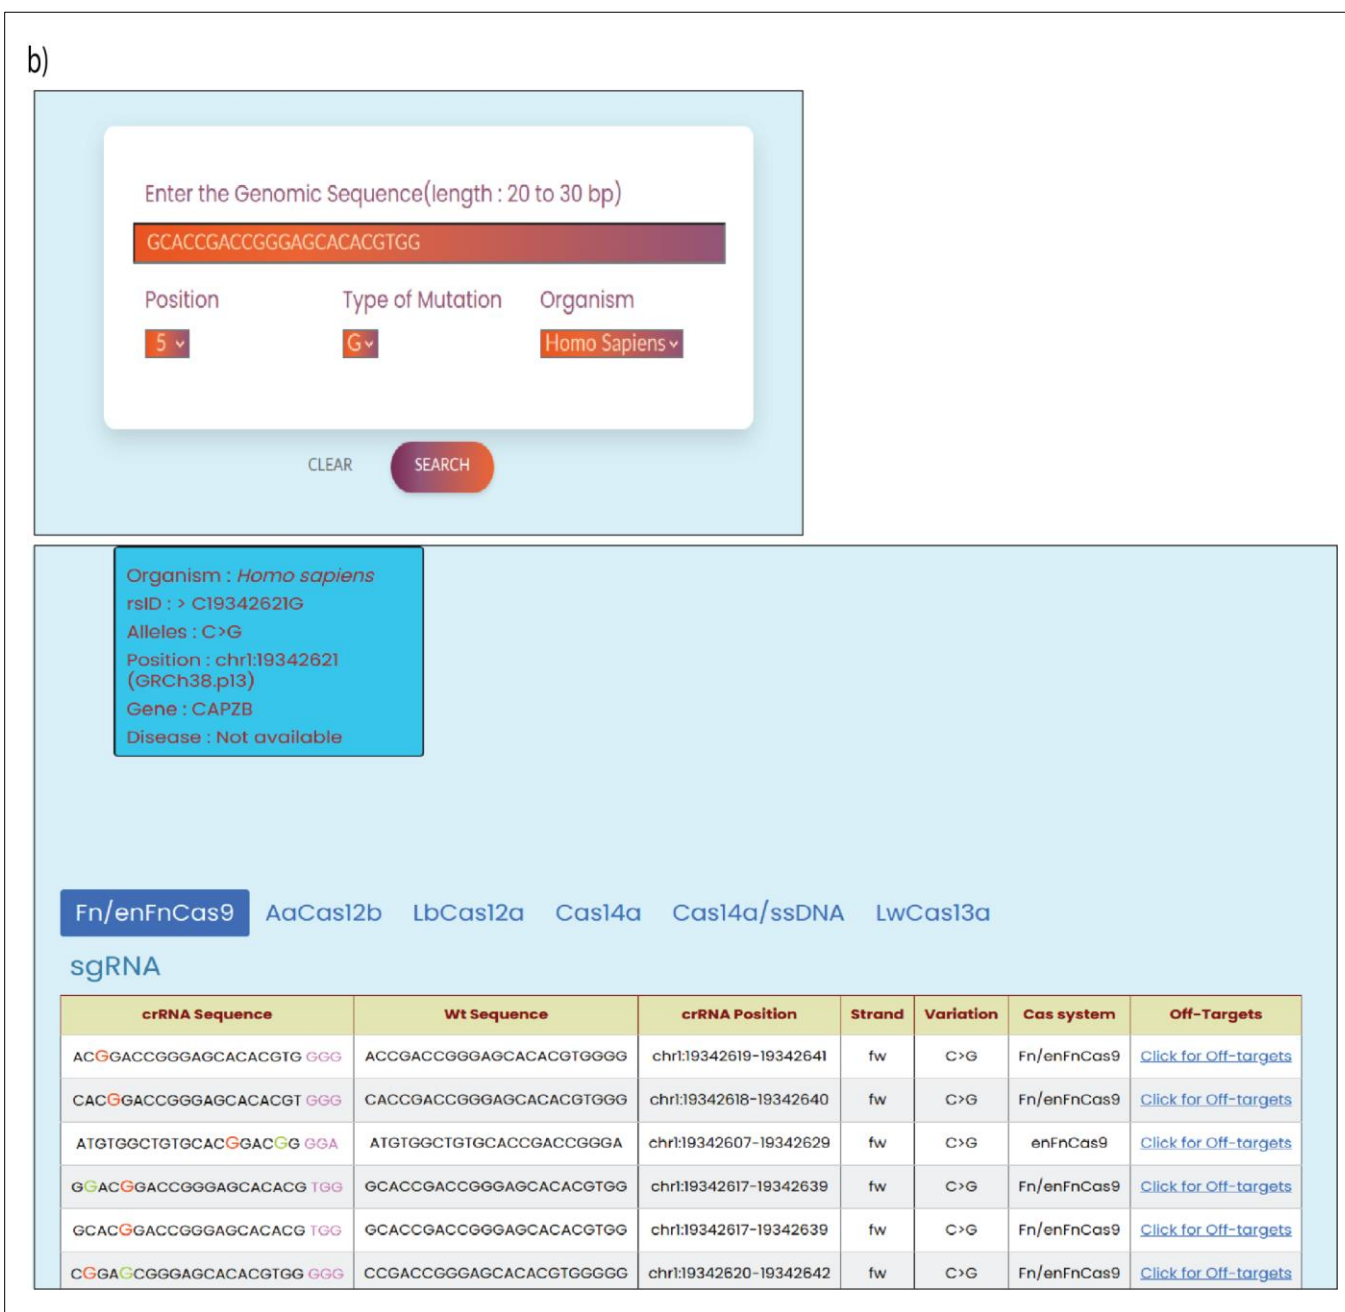 b)
Enter the Genomic Sequence(length : 20 to 30 bp)
GCACCGACCGGGAGCACACGTGG
Position Type of Mutation Organism
5 G Homo Sapiens
CLEAR SEARCH
Organism : Homo sapiens
rsID : > C19342621G
Alleles : C>G
Position : chr1:19342621
(GRCh38.p13)
Gene : CAPZB
Disease : Not available
Fn/enFnCas9 AaCas12b LbCas12a Cas14a Cas14a/ssDNA LwCas13a
sgRNA
crRNA Sequence Wt Sequence crRNA Position Strand Variation Cas system Off-Targets
ACGGACCGGGAGCACACGTG GGG ACCGACCGGGAGCACACGTGGGG chr1:19342619-19342641 fw C>G Fn/enFnCas9 Click for Off-targets
CACGGACCGGGAGCACACGT GGG CACCGACCGGGAGCACACGTGGG chr1:19342618-19342640 fw C>G Fn/enFnCas9 Click for Off-targets
ATGTGGCTGTGCACGGACGG GGA ATGTGGCTGTGCACCGACCGGGA chr1:19342607-19342629 fw C>G enFnCas9 Click for Off-targets
GGACGGACCGGGAGCACACG TGG GCACCGACCGGGAGCACACGTGG chr1:19342617-19342639 fw C>G Fn/enFnCas9 Click for Off-targets
GCACGGACCGGGAGCACACG TGG GCACCGACCGGGAGCACACGTGG chr1:19342617-19342639 fw C>G Fn/enFnCas9 Click for Off-targets
CGGAGCGGGAGCACACGTGG GGG CCGACCGGGAGCACACGTGGGGG chr1:19342620-19342642 fw C>G Fn/enFnCas9 Click for Off-targets